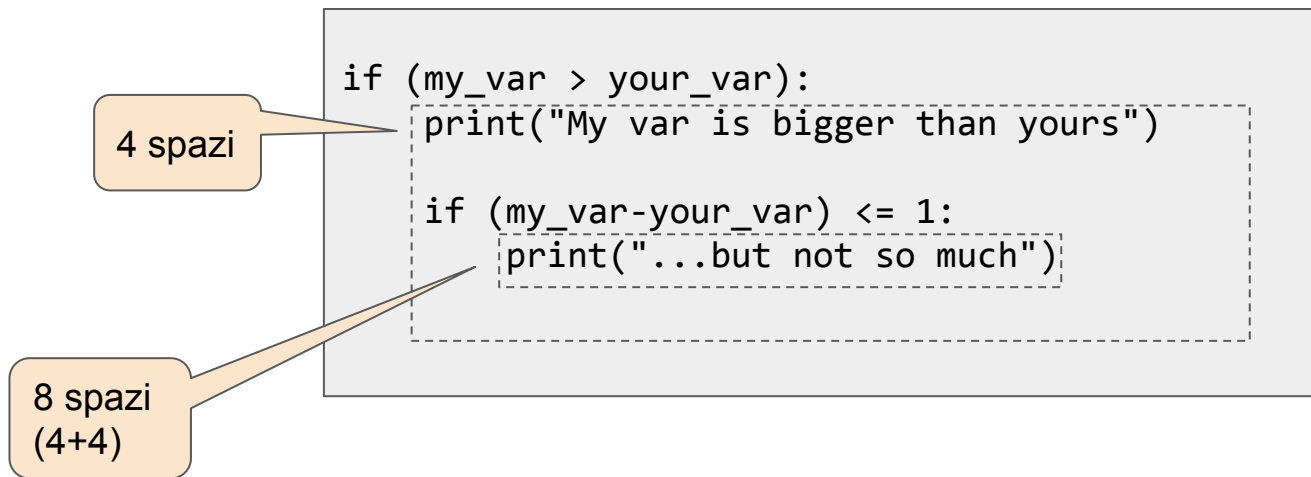 if (my_var > your_var):
print("My var is bigger than yours")
if (my_var-your_var) <= 1:
print("...but not so much")
4 spazi
8 spazi
(4+4)